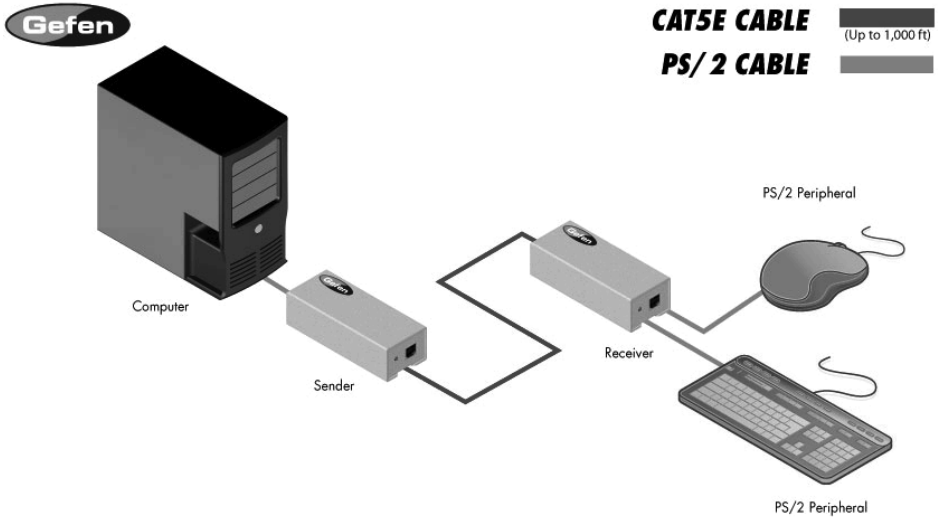 Gefen
CAT5E CABLE
(Up to 1,000 ft)
PS/2 CABLE
PS/2 Peripheral
Gefen
Computer
Gefen
Receiver
Sender
PS/2 Peripheral